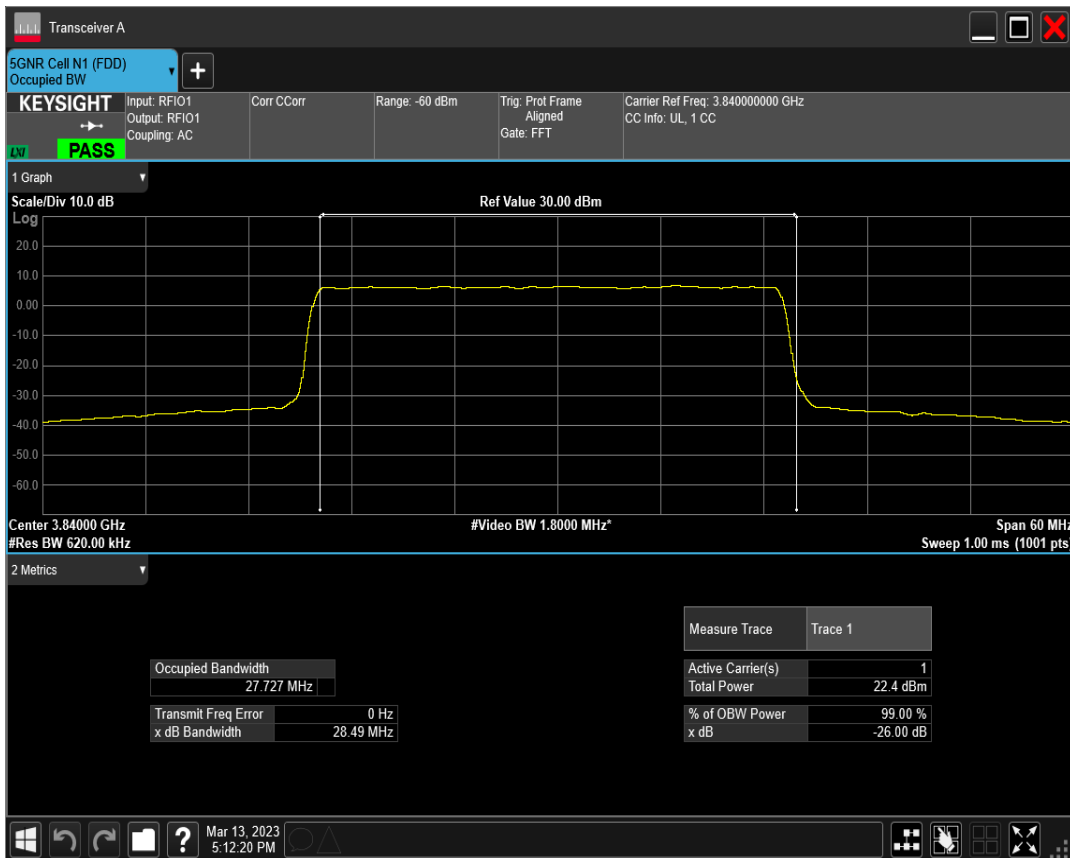 Transceiver A
5GNR Cell N1 (FDD)
Occupied BW
+
KEYSIGHT
LXI
PASS
Input: RFIO1
Output: RFIO1
Coupling: AC
Corr CCorr
Range: -60 dBm
Trig: Prot Frame
Aligned
Gate: FFT
Carrier Ref Freq: 3.840000000 GHz
CC Info: UL, 1 CC
1 Graph
Scale/Div 10.0 dB
Ref Value 30.00 dBm
Log
20.0
10.0
0.00
-10.0
-20.0
-30.0
-40.0
-50.0
-60.0
Center 3.84000 GHz
#Video BW 1.8000 MHz*
Span 60 MHz
#Res BW 620.00 kHz
Sweep 1.00 ms (1001 pts)
2 Metrics
Measure Trace Trace 1
Occupied Bandwidth
27.727 MHz
Active Carrier(s) 1
Total Power 22.4 dBm
Transmit Freq Error 0 Hz
x dB Bandwidth 28.49 MHz
% of OBW Power 99.00 %
x dB -26.00 dB
?
Mar 13, 2023
5:12:20 PM